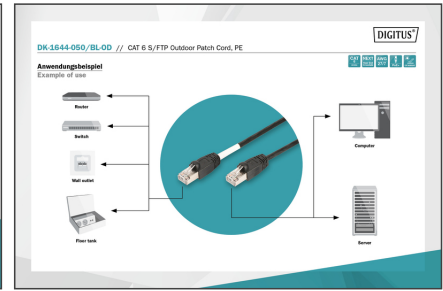 DIGITUS®
DK-1644-050/BL-OD // CAT 6 S/FTP Outdoor Patch Cord, PE
Anwendungsbeispiel
Example of use
Router
Switch
Wall outlet
Floor tank
Computer
Server